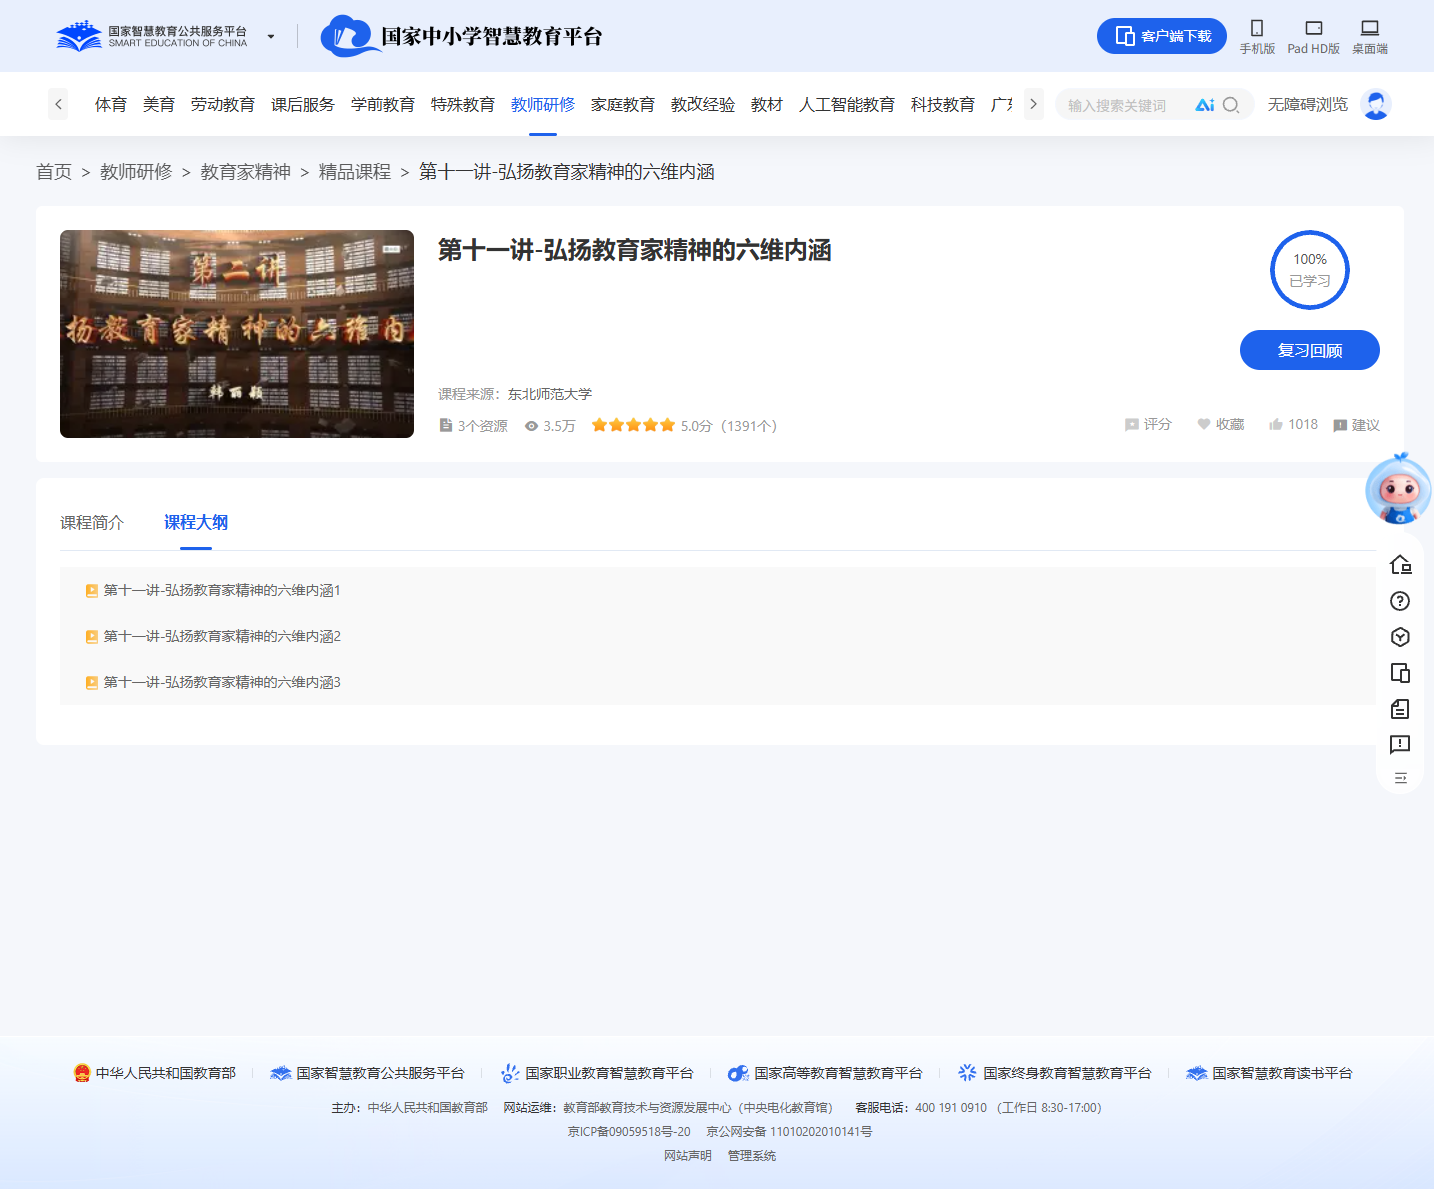 国家智慧教育公共服务平台
SMART EDUCATION OF CHINA
国家中小学智慧教育平台
客户端下载
手机版
Pad HD版
桌面端
体育 美育 劳动教育 课后服务 学前教育 特殊教育 教师研修 家庭教育 教改经验 教材 人工智能教育 科技教育
输入搜索关键词
Ai
无障碍浏览
首页 > 教师研修 > 教育家精神 > 精品课程 > 第十一讲-弘扬教育家精神的六维内涵
第二讲
扬教育家精神的六维内
韩丽颖
第十一讲-弘扬教育家精神的六维内涵
100%
已学习
复习回顾
课程来源：东北师范大学
3个资源 3.5万 5.0分（1391个）
评分 收藏 1018 建议
课程简介 课程大纲
第十一讲-弘扬教育家精神的六维内涵1
第十一讲-弘扬教育家精神的六维内涵2
第十一讲-弘扬教育家精神的六维内涵3
中华人民共和国教育部 国家智慧教育公共服务平台 国家职业教育智慧教育平台 国家高等教育智慧教育平台 国家终身教育智慧教育平台 国家智慧教育读书平台
主办：中华人民共和国教育部 网站运维：教育部教育技术与资源发展中心（中央电化教育馆） 客服电话：400 191 0910 （工作日 8:30-17:00）
京ICP备09059518号-20 京公网安备 11010202010141号
网站声明 管理系统